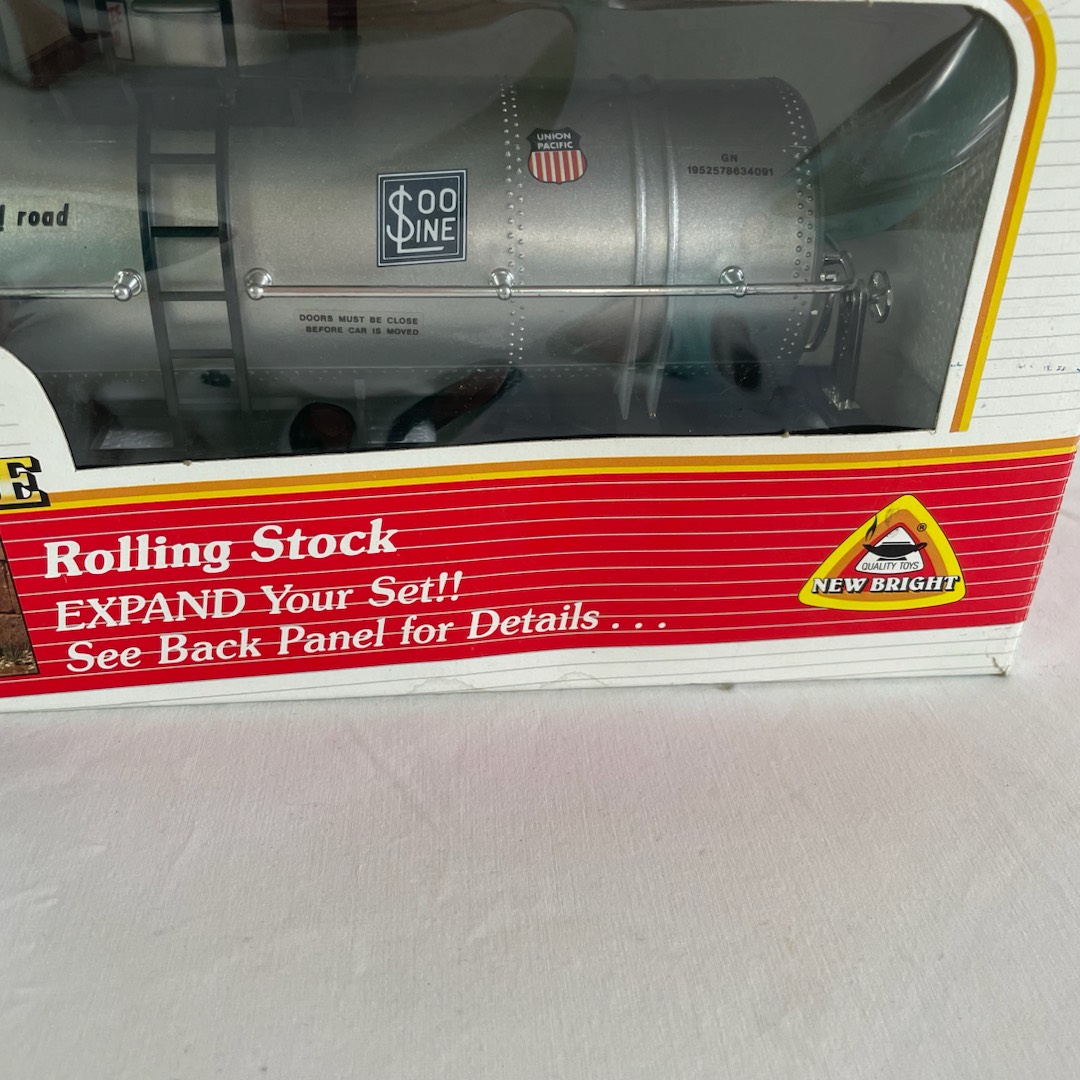 UNION
PACIFIC
GN
1952578634091
road
SOO
LINE
DOORS MUST BE CLOSE
BEFORE CAR IS MOVED
E
Rolling Stock
EXPAND Your Set!!
See Back Panel for Details . . .
®
QUALITY TOYS
NEW BRIGHT